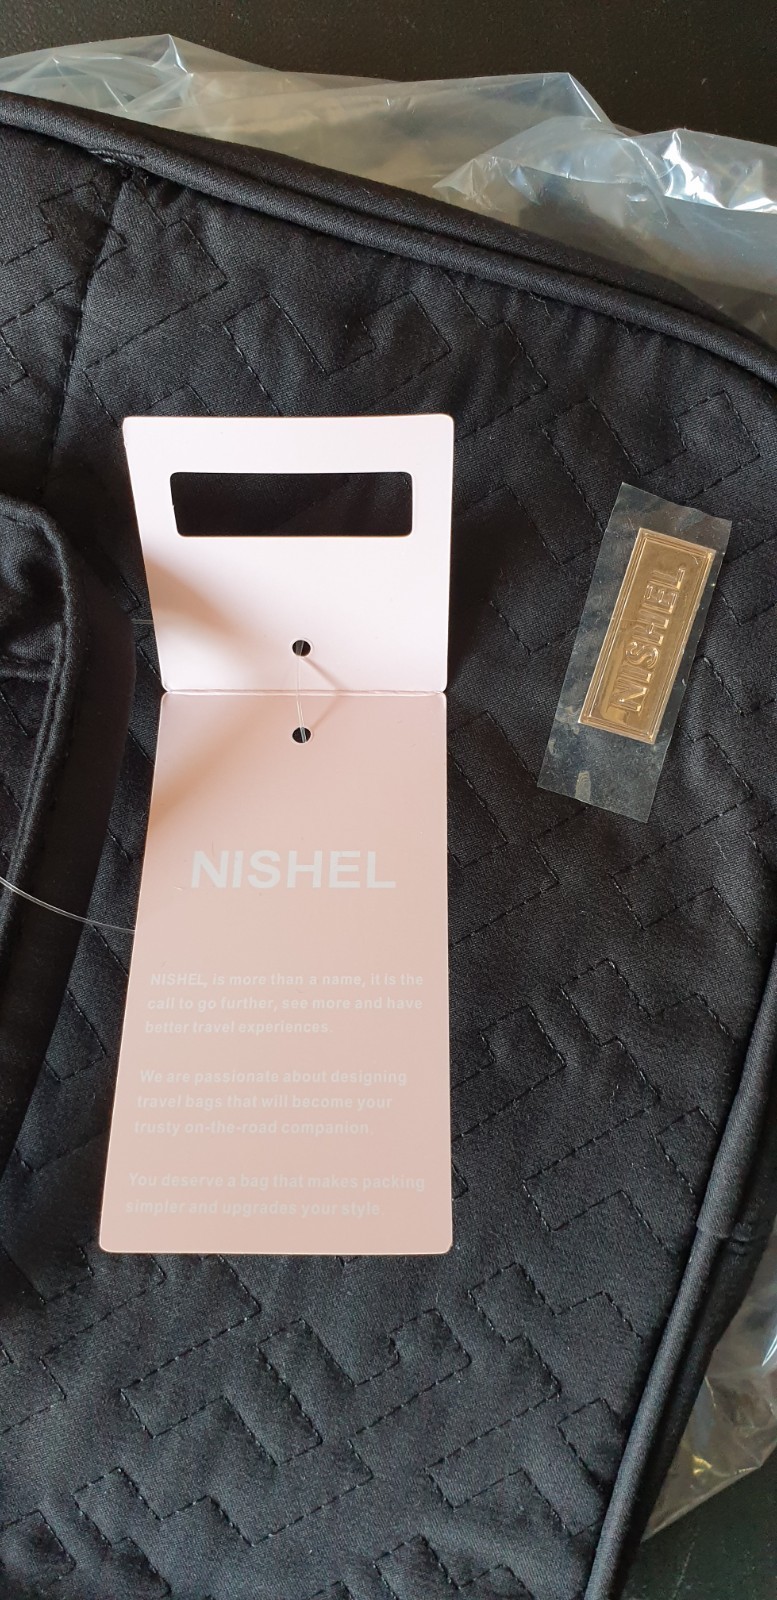 NISHEL
NISHEL
NISHEL, is more than a name, it is the
call to go further, see more and have
better travel experiences.
We are passionate about designing
travel bags that will become your
trusty on-the-road companion.
You deserve a bag that makes packing
simpler and upgrades your style.